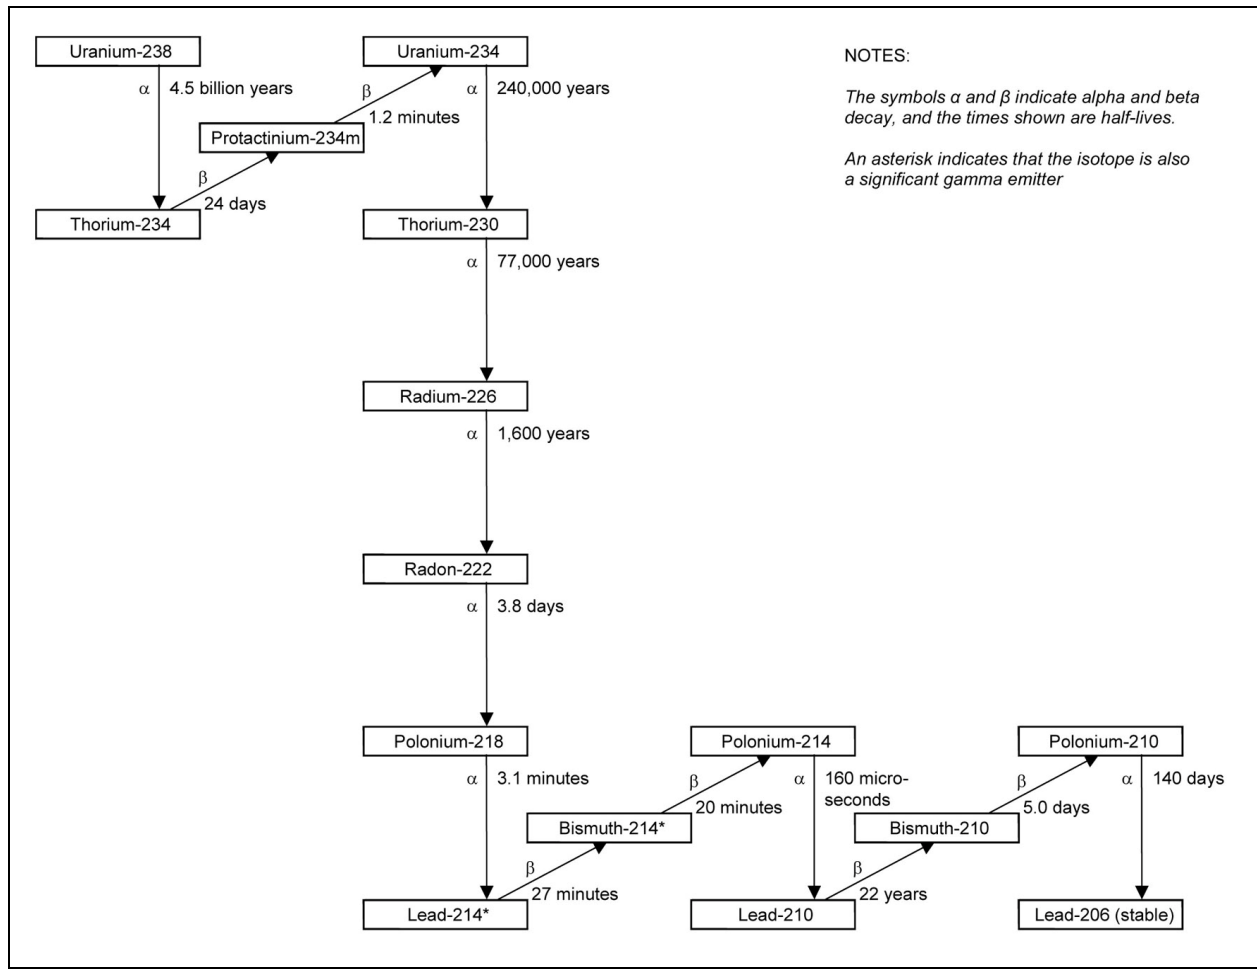 Uranium-238
Uranium-234
NOTES:
α
4.5 billion years
β
α
240,000 years
The symbols α and β indicate alpha and beta
decay, and the times shown are half-lives.
1.2 minutes
Protactinium-234m
An asterisk indicates that the isotope is also
a significant gamma emitter
β
24 days
Thorium-234
Thorium-230
α
77,000 years
Radium-226
α
1,600 years
Radon-222
α
3.8 days
Polonium-218
Polonium-214
Polonium-210
α
3.1 minutes
β
20 minutes
α
160 micro-
seconds
β
5.0 days
α
140 days
Bismuth-214*
Bismuth-210
β
27 minutes
β
22 years
Lead-214*
Lead-210
Lead-206 (stable)